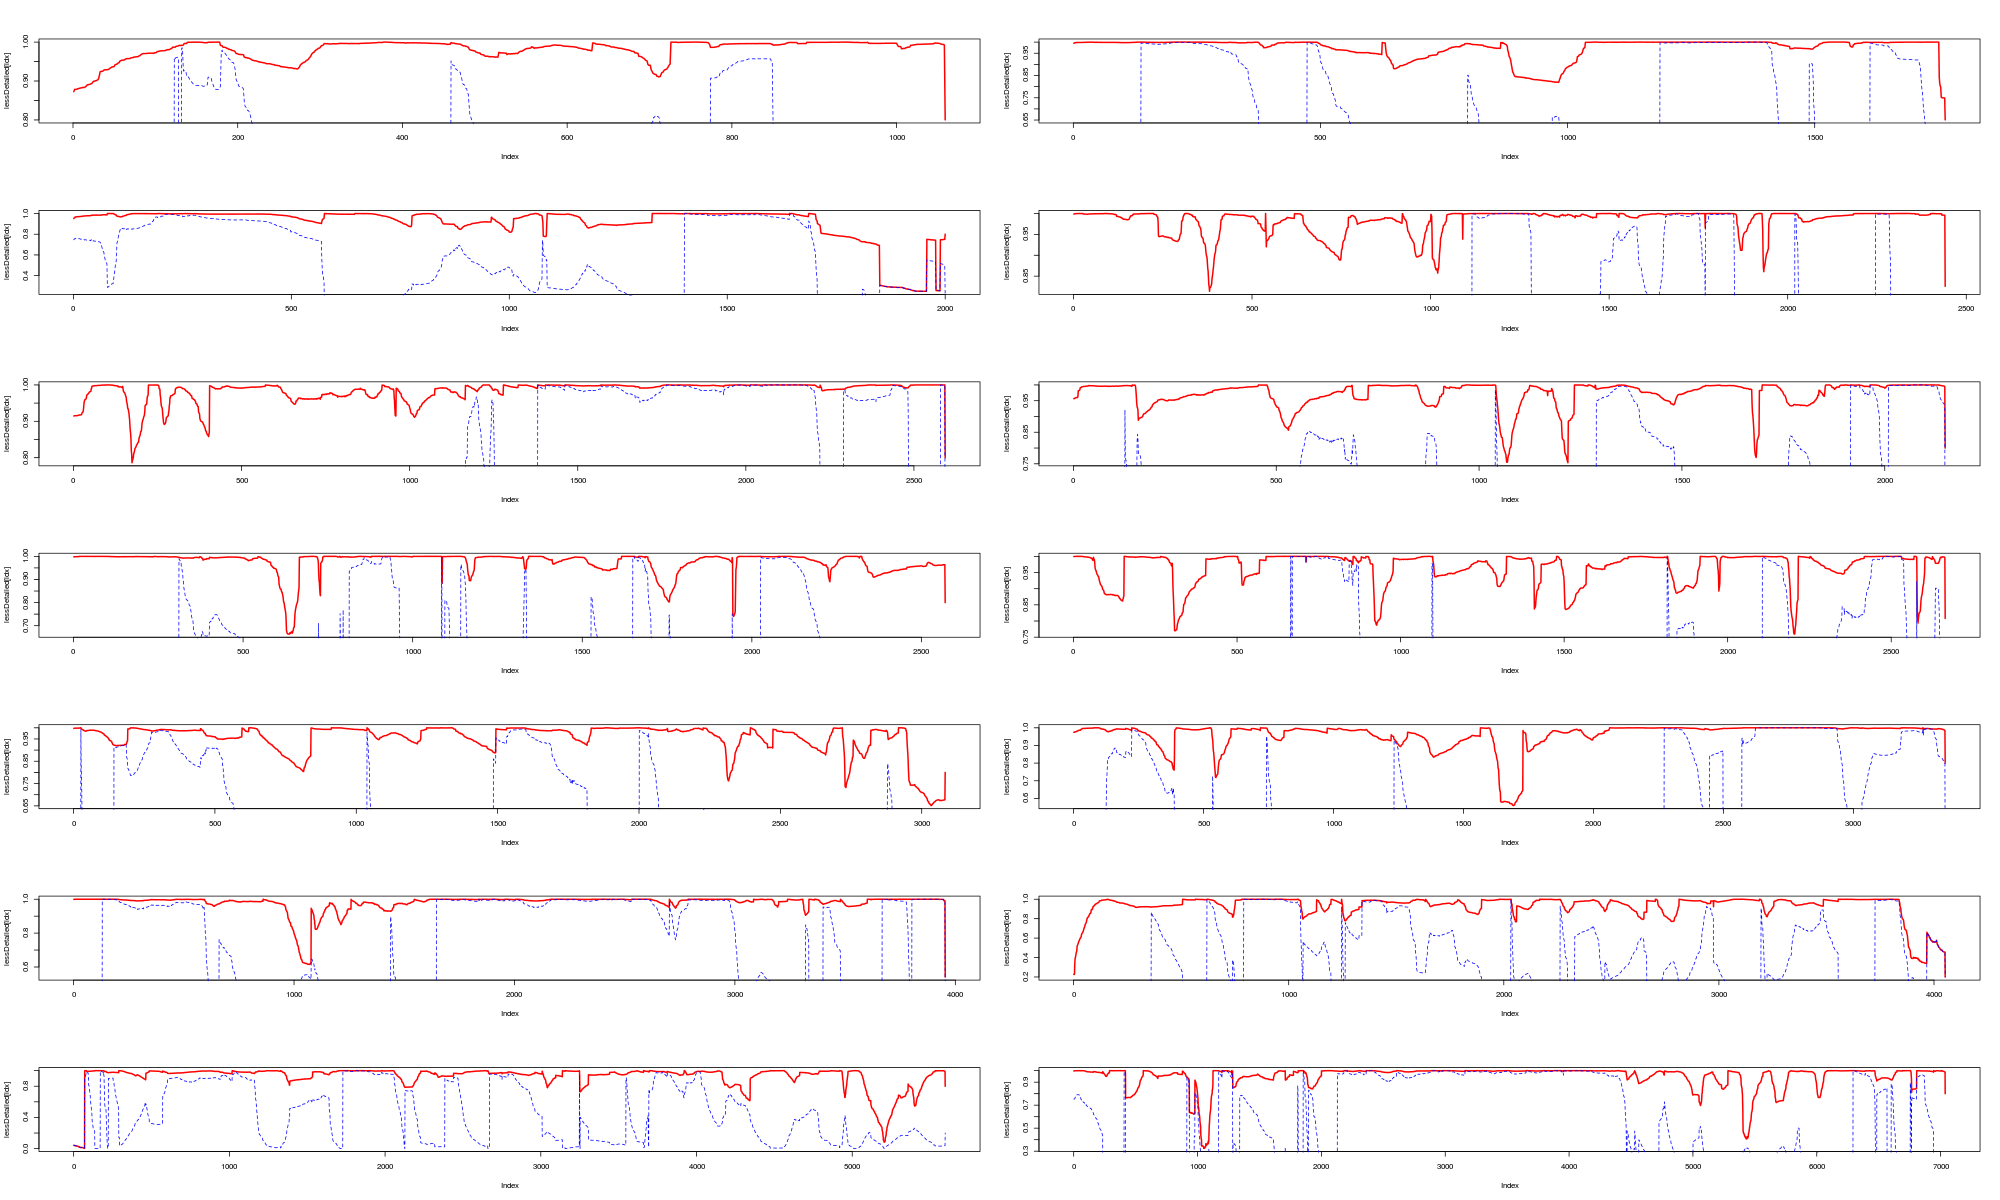 lessDetailed[idx]
0.80 0.90 1.00
0 200 400 600 800 1000
Index
lessDetailed[idx]
0.65 0.75 0.85 0.95
0 500 1000 1500
Index
lessDetailed[idx]
0.4 0.6 0.8 1.0
0 500 1000 1500 2000
Index
lessDetailed[idx]
0.85 0.95
0 500 1000 1500 2000 2500
Index
lessDetailed[idx]
0.80 0.90 1.00
0 500 1000 1500 2000 2500
Index
lessDetailed[idx]
0.75 0.85 0.95
0 500 1000 1500 2000
Index
lessDetailed[idx]
0.70 0.80 0.90 1.00
0 500 1000 1500 2000 2500
Index
lessDetailed[idx]
0.75 0.85 0.95
0 500 1000 1500 2000 2500
Index
lessDetailed[idx]
0.65 0.75 0.85 0.95
0 500 1000 1500 2000 2500 3000
Index
lessDetailed[idx]
0.6 0.7 0.8 0.9 1.0
0 500 1000 1500 2000 2500 3000
Index
lessDetailed[idx]
0.6 0.8 1.0
0 1000 2000 3000 4000
Index
lessDetailed[idx]
0.2 0.4 0.6 0.8 1.0
0 1000 2000 3000 4000
Index
lessDetailed[idx]
0.0 0.4 0.8
0 1000 2000 3000 4000 5000
Index
lessDetailed[idx]
0.3 0.5 0.7 0.9
0 1000 2000 3000 4000 5000 6000 7000
Index